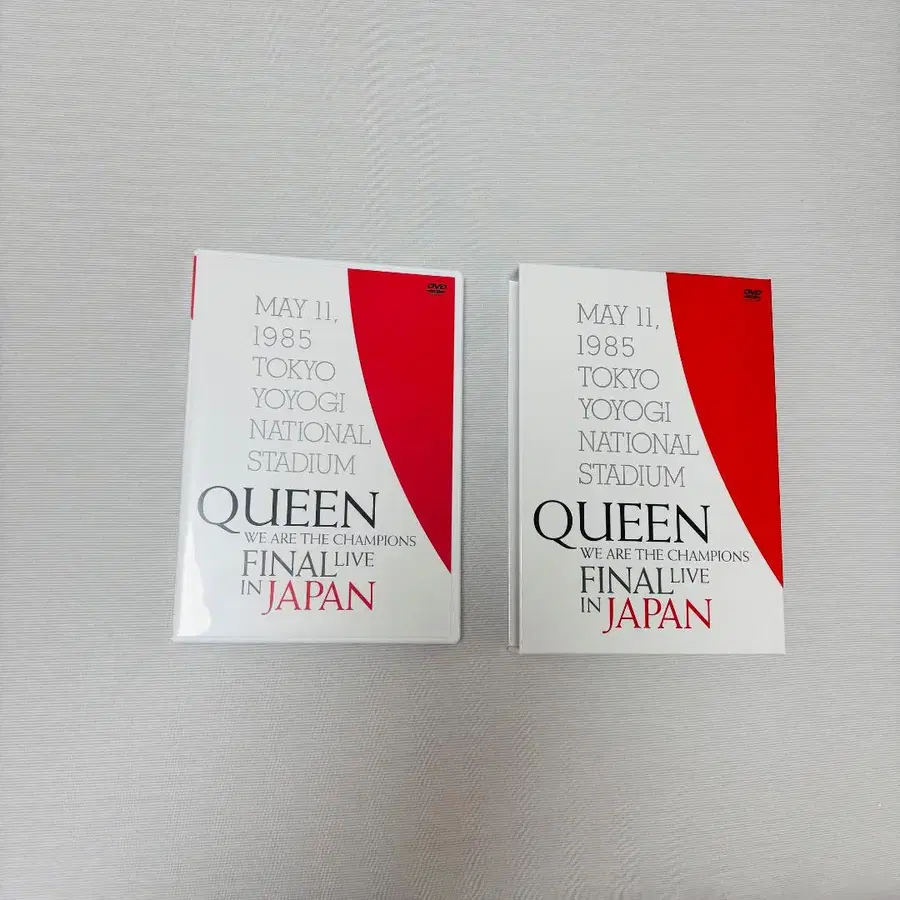 DVD
MAY 11,
1985
TOKYO
YOYOGI
NATIONAL
STADIUM
QUEEN
WE ARE THE CHAMPIONS
FINAL LIVE
IN JAPAN
DVD
MAY 11,
1985
TOKYO
YOYOGI
NATIONAL
STADIUM
QUEEN
WE ARE THE CHAMPIONS
FINAL LIVE
IN JAPAN